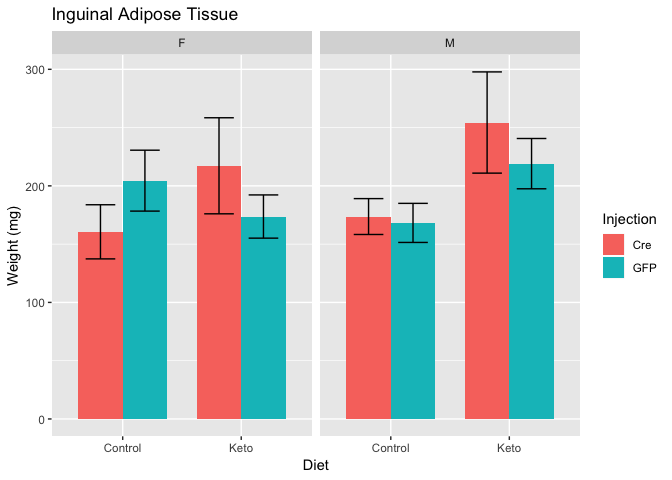 Inguinal Adipose Tissue
F
M
300
200
100
0
Weight (mg)
Control
Keto
Control
Keto
Diet
Injection
Cre
GFP